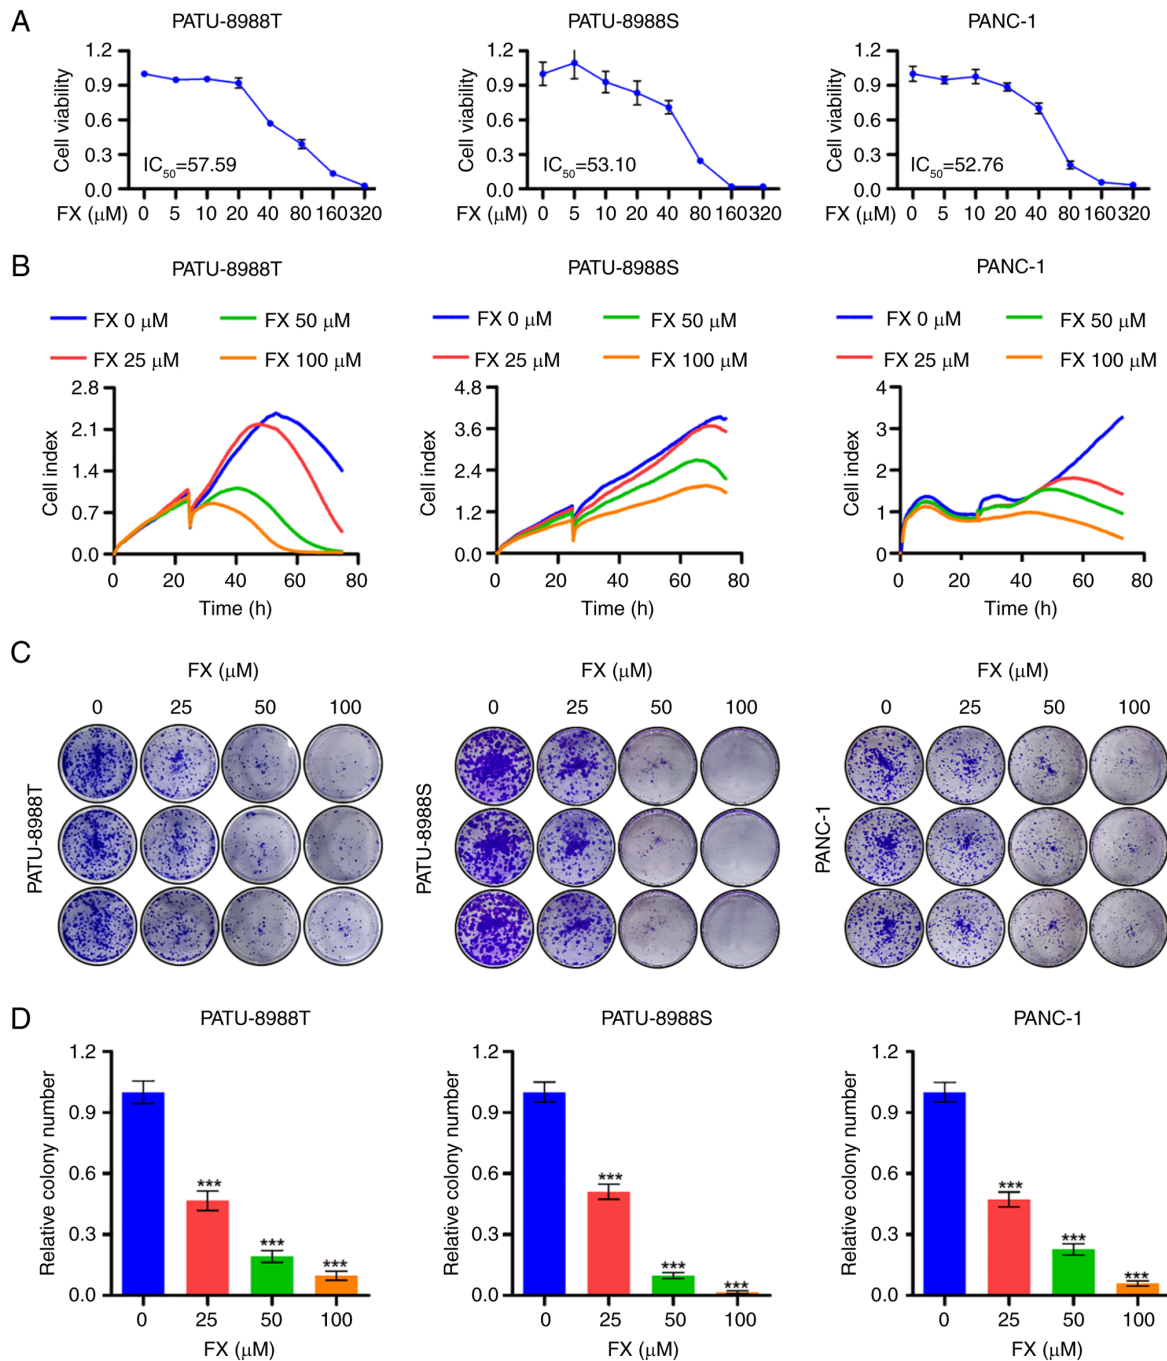 A
PATU-8988T
PATU-8988S
PANC-1
Cell viability
1.2
0.9
0.6
0.3
0.0
IC50=57.59
FX (μM)
0 5 10 20 40 80 160 320
Cell viability
1.2
0.9
0.6
0.3
0.0
IC50=53.10
FX (μM)
0 5 10 20 40 80 160 320
Cell viability
1.2
0.9
0.6
0.3
0.0
IC50=52.76
FX (μM)
0 5 10 20 40 80 160 320
B
PATU-8988T
PATU-8988S
PANC-1
FX 0 μM FX 50 μM
FX 25 μM FX 100 μM
FX 0 μM FX 50 μM
FX 25 μM FX 100 μM
FX 0 μM FX 50 μM
FX 25 μM FX 100 μM
Cell index
2.8
2.1
1.4
0.7
0.0
0 20 40 60 80
Time (h)
Cell index
4.8
3.6
2.4
1.2
0.0
0 20 40 60 80
Time (h)
Cell index
4
3
2
1
0
0 20 40 60 80
Time (h)
C
FX (μM)
0 25 50 100
PATU-8988T
FX (μM)
0 25 50 100
PATU-8988S
FX (μM)
0 25 50 100
PANC-1
D
PATU-8988T
PATU-8988S
PANC-1
Relative colony number
1.2
0.9
0.6
0.3
0.0
***
***
***
0 25 50 100
FX (μM)
Relative colony number
1.2
0.9
0.6
0.3
0.0
***
***
***
0 25 50 100
FX (μM)
Relative colony number
1.2
0.9
0.6
0.3
0.0
***
***
***
0 25 50 100
FX (μM)